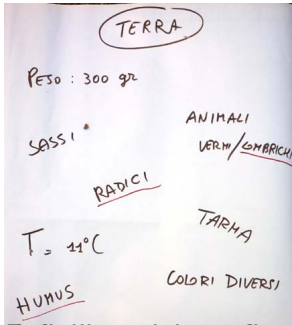 TERRA
PESO : 300 gr
SASSI
ANIMALI
VERMI/LOMBRICHI
RADICI
TARMA
T = 11°C
COLORI DIVERSI
HUMUS